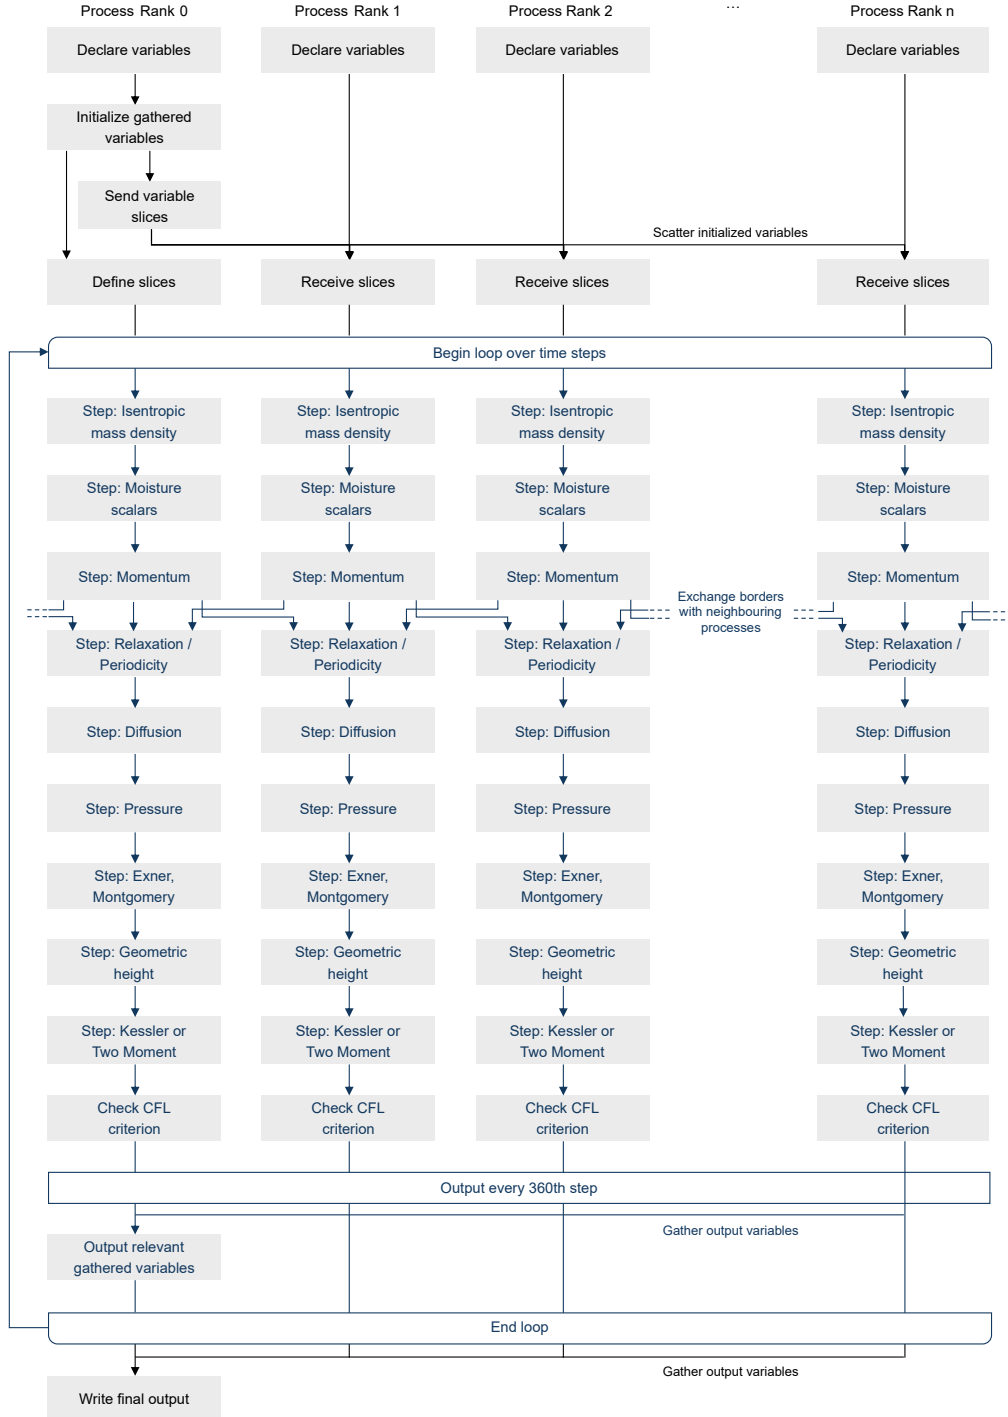 Process Rank 0
Process Rank 1
Process Rank 2
...
Process Rank n
Declare variables
Declare variables
Declare variables
Declare variables
Initialize gathered
variables
Send variable
slices
Scatter initialized variables
Define slices
Receive slices
Receive slices
Receive slices
Begin loop over time steps
Step: Isentropic
mass density
Step: Isentropic
mass density
Step: Isentropic
mass density
Step: Isentropic
mass density
Step: Moisture
scalars
Step: Moisture
scalars
Step: Moisture
scalars
Step: Moisture
scalars
Step: Momentum
Step: Momentum
Step: Momentum
Step: Momentum
Exchange borders
with neighbouring
processes
Step: Relaxation /
Periodicity
Step: Relaxation /
Periodicity
Step: Relaxation /
Periodicity
Step: Relaxation /
Periodicity
Step: Diffusion
Step: Diffusion
Step: Diffusion
Step: Diffusion
Step: Pressure
Step: Pressure
Step: Pressure
Step: Pressure
Step: Exner,
Montgomery
Step: Exner,
Montgomery
Step: Exner,
Montgomery
Step: Exner,
Montgomery
Step: Geometric
height
Step: Geometric
height
Step: Geometric
height
Step: Geometric
height
Step: Kessler or
Two Moment
Step: Kessler or
Two Moment
Step: Kessler or
Two Moment
Step: Kessler or
Two Moment
Check CFL
criterion
Check CFL
criterion
Check CFL
criterion
Check CFL
criterion
Output every 360th step
Gather output variables
Output relevant
gathered variables
End loop
Gather output variables
Write final output